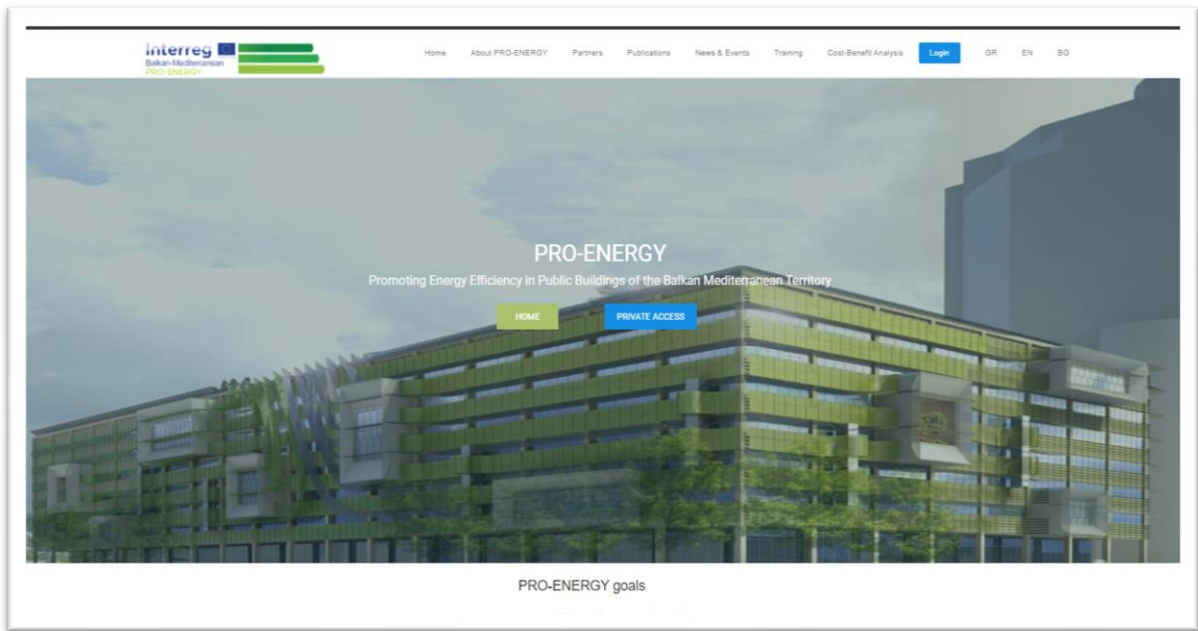 Interreg
Balkan-Mediterranean
PRO-ENERGY
Home About PRO-ENERGY Partners Publications News & Events Training Cost-Benefit Analysis Login GR EN BG
PRO-ENERGY
Promoting Energy Efficiency in Public Buildings of the Balkan Mediterranean Territory
HOME PRIVATE ACCESS
PRO-ENERGY goals